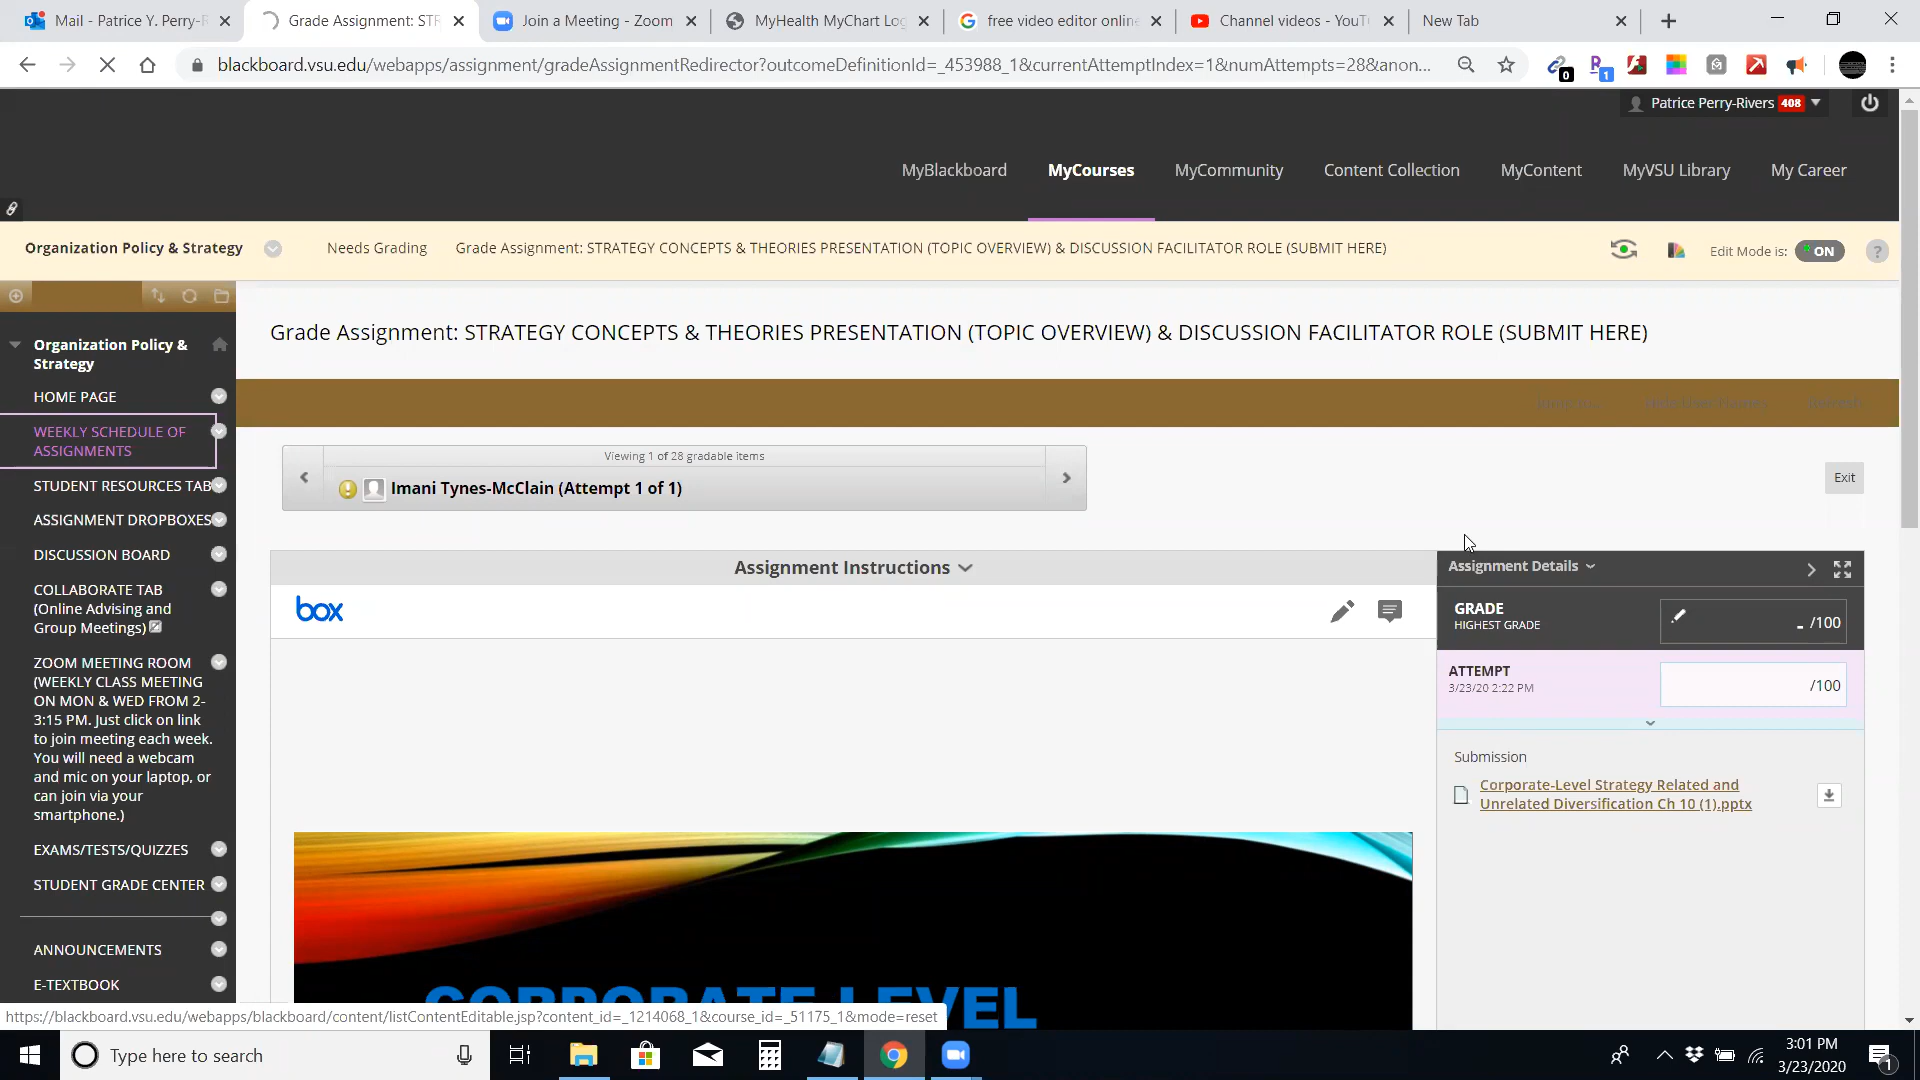 Mail - Patrice Y. Perry-R
Grade Assignment: STR
Join a Meeting - Zoom
MyHealth MyChart Log
free video editor online
Channel videos - YouTu
New Tab
blackboard.vsu.edu/webapps/assignment/gradeAssignmentRedirector?outcomeDefinitionId=_453988_1&currentAttemptIndex=1&numAttempts=28&anon...
0
1
Patrice Perry-Rivers 408
MyBlackboard
MyCourses
MyCommunity
Content Collection
MyContent
MyVSU Library
My Career
Organization Policy & Strategy
Needs Grading
Grade Assignment: STRATEGY CONCEPTS & THEORIES PRESENTATION (TOPIC OVERVIEW) & DISCUSSION FACILITATOR ROLE (SUBMIT HERE)
Edit Mode is: ON
?
Organization Policy &
Strategy
HOME PAGE
WEEKLY SCHEDULE OF
ASSIGNMENTS
STUDENT RESOURCES TAB
ASSIGNMENT DROPBOXES
DISCUSSION BOARD
COLLABORATE TAB
(Online Advising and
Group Meetings)
ZOOM MEETING ROOM
(WEEKLY CLASS MEETING
ON MON & WED FROM 2-
3:15 PM. Just click on link
to join meeting each week.
You will need a webcam
and mic on your laptop, or
can join via your
smartphone.)
EXAMS/TESTS/QUIZZES
STUDENT GRADE CENTER
ANNOUNCEMENTS
E-TEXTBOOK
Grade Assignment: STRATEGY CONCEPTS & THEORIES PRESENTATION (TOPIC OVERVIEW) & DISCUSSION FACILITATOR ROLE (SUBMIT HERE)
Viewing 1 of 28 gradable items
Imani Tynes-McClain (Attempt 1 of 1)
Exit
Assignment Instructions
box
CORPORATE-LEVEL
Assignment Details
GRADE
HIGHEST GRADE
- /100
ATTEMPT
3/23/20 2:22 PM
/100
Submission
Corporate-Level Strategy Related and
Unrelated Diversification Ch 10 (1).pptx
https://blackboard.vsu.edu/webapps/blackboard/content/listContentEditable.jsp?content_id=_1214068_1&course_id=_51175_1&mode=reset
Type here to search
3:01 PM
3/23/2020
1